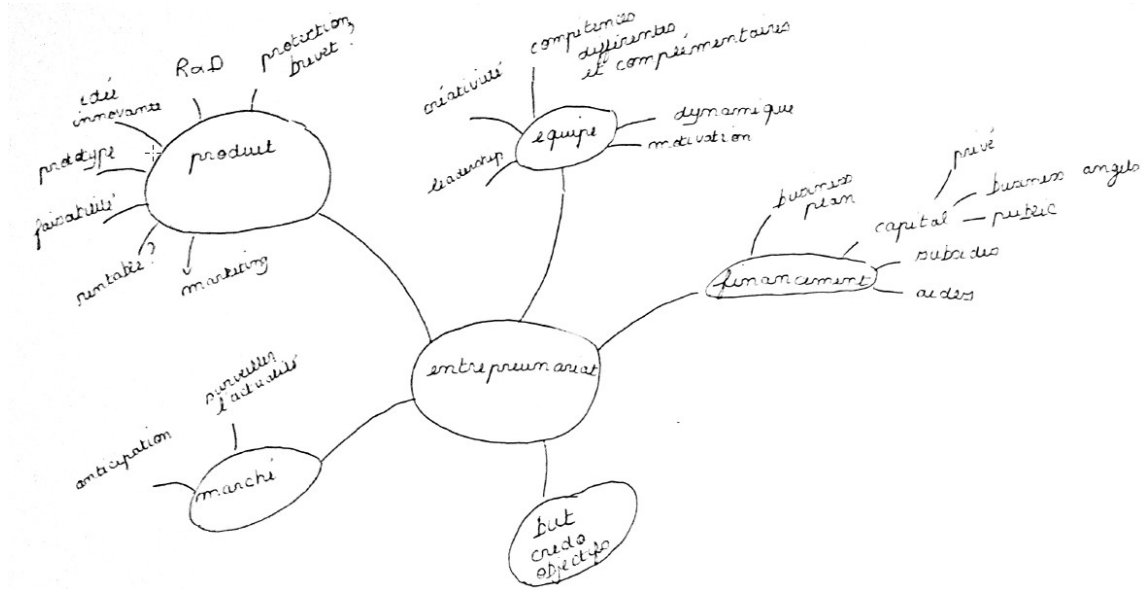 idée
innovante
R&D
protection,
brevet ?
prototype
faisabilité
rentable ?
marketing
produit
créativité
compétences
différentes
et complémentaires
leadership
équipe
dynamique
motivation
business
plan
capital
privé
business angels
public
financement
subsides
aides
entrepreunariat
surveiller
l'actualité
anticipation
marché
but
credo
objectifs